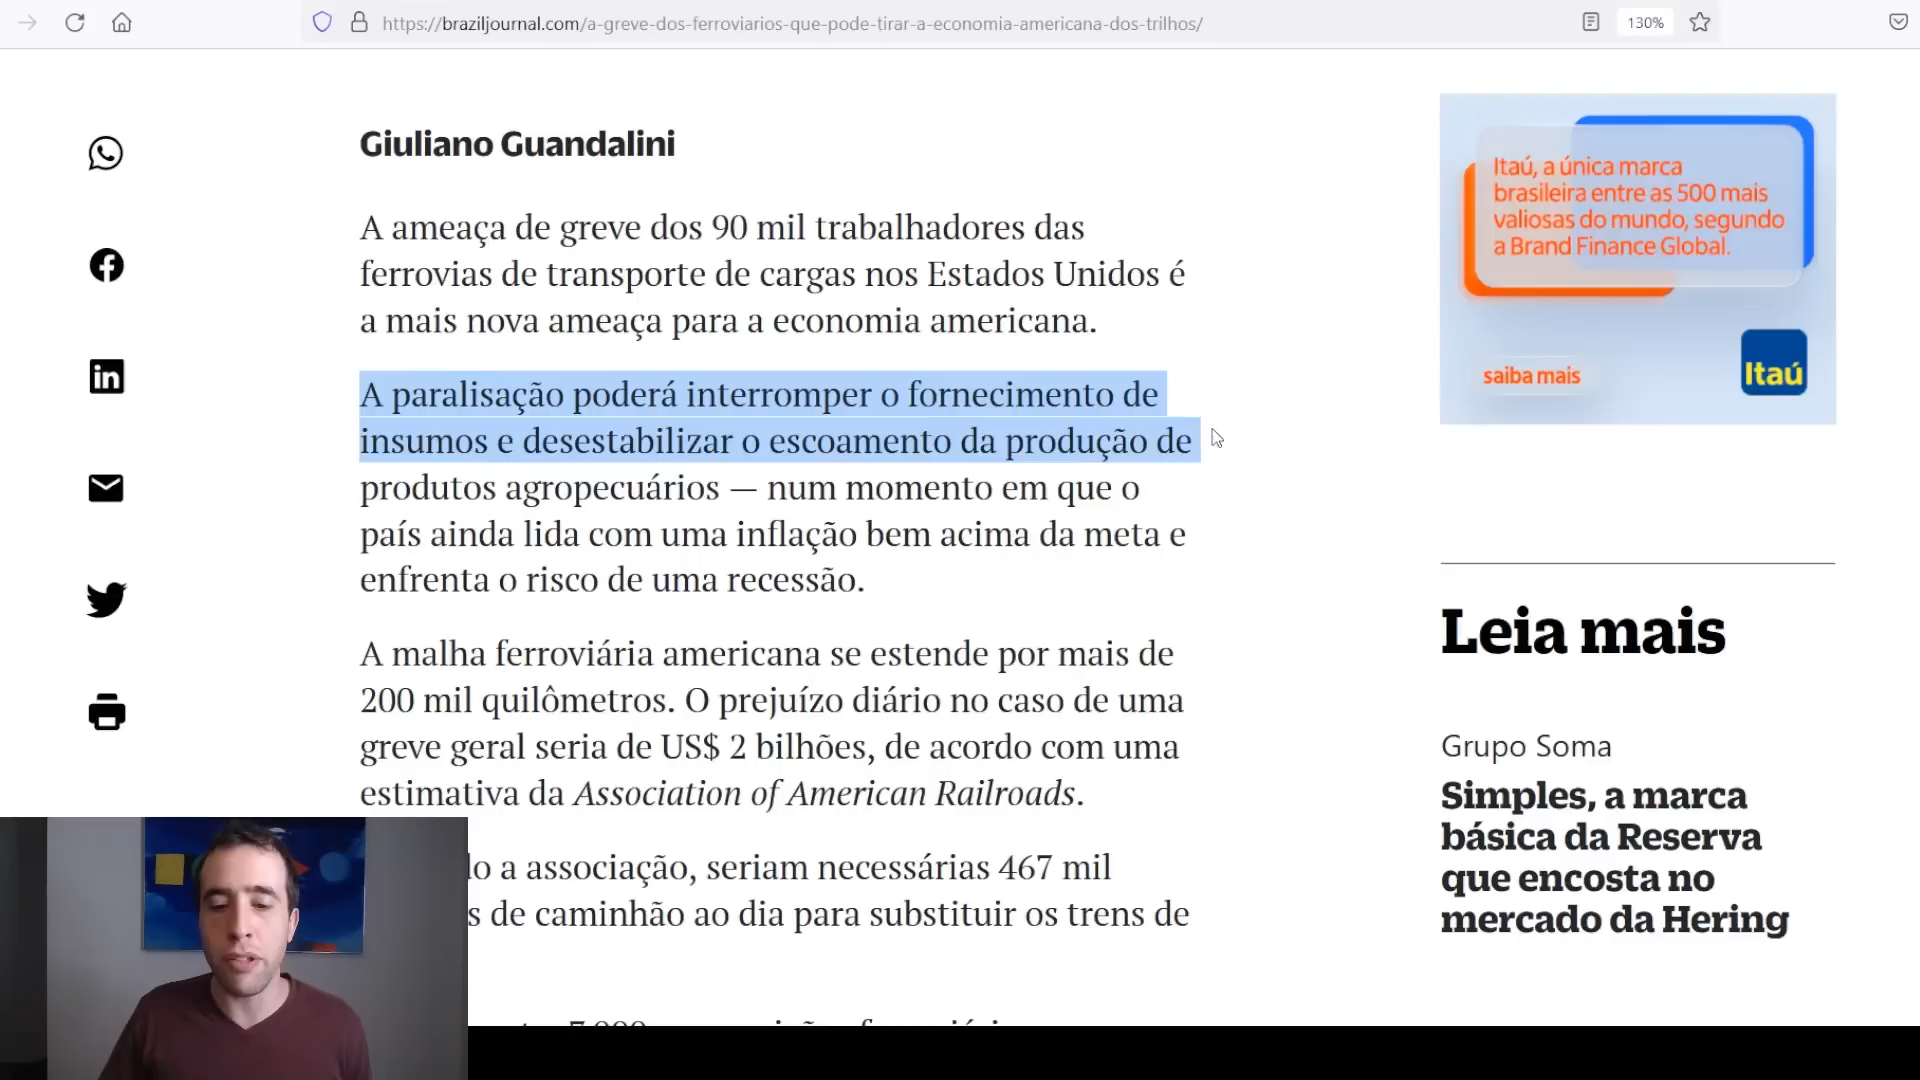 https://braziljournal.com/a-greve-dos-ferroviarios-que-pode-tirar-a-economia-americana-dos-trilhos/
130%
Giuliano Guandalini
A ameaça de greve dos 90 mil trabalhadores das
ferrovias de transporte de cargas nos Estados Unidos é
a mais nova ameaça para a economia americana.
A paralisação poderá interromper o fornecimento de
insumos e desestabilizar o escoamento da produção de
produtos agropecuários — num momento em que o
país ainda lida com uma inflação bem acima da meta e
enfrenta o risco de uma recessão.
A malha ferroviária americana se estende por mais de
200 mil quilômetros. O prejuízo diário no caso de uma
greve geral seria de US$ 2 bilhões, de acordo com uma
estimativa da Association of American Railroads.
a associação, seriam necessárias 467 mil
de caminhão ao dia para substituir os trens de
Itaú, a única marca
brasileira entre as 500 mais
valiosas do mundo, segundo
a Brand Finance Global.
saiba mais
Itaú
Leia mais
Grupo Soma
Simples, a marca
básica da Reserva
que encosta no
mercado da Hering